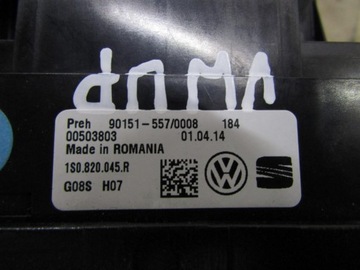 Preh 90151-557/0008 184
00503803 01.04.14
Made in ROMANIA
1S0.820.045.R
G08S H07